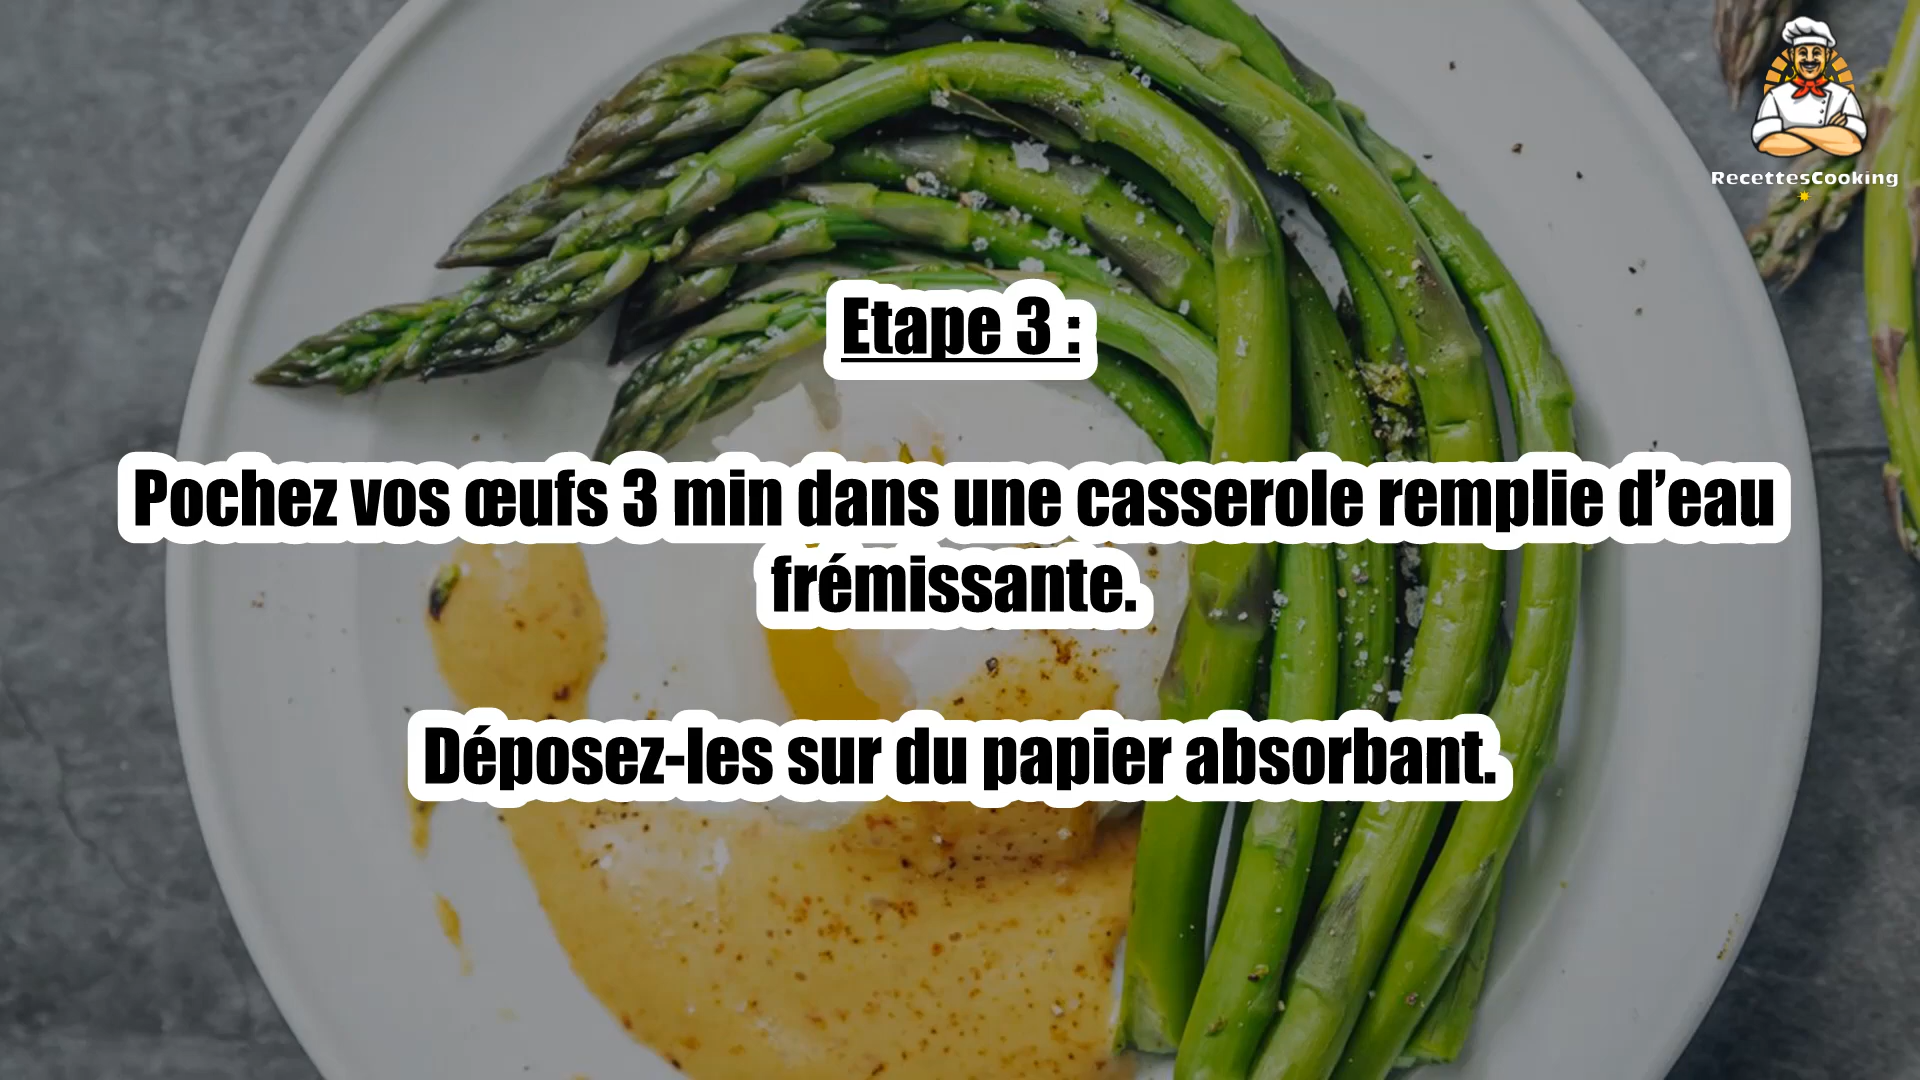 RecettesCooking
Etape 3 :
Pochez vos œufs 3 min dans une casserole remplie d’eau
frémissante.
Déposez-les sur du papier absorbant.